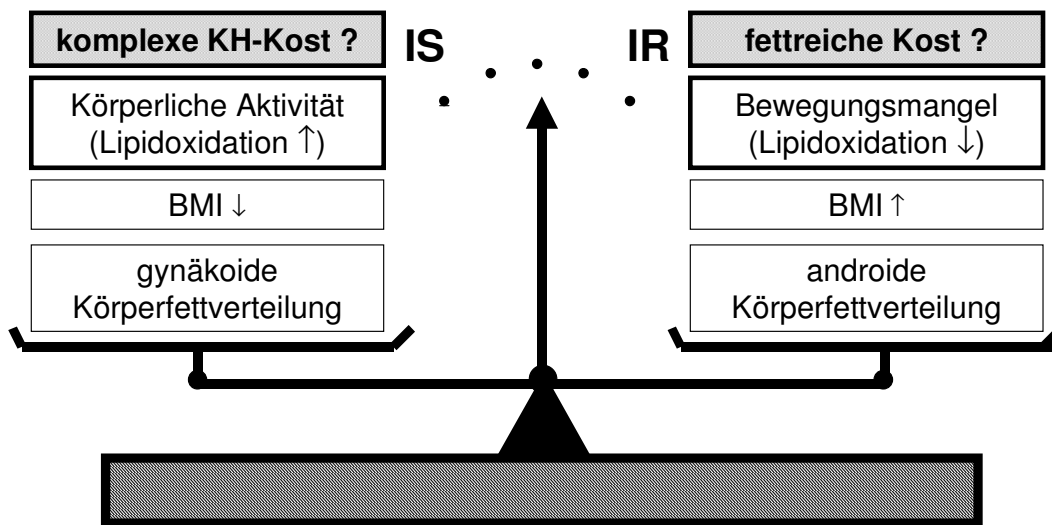 komplexe KH-Kost ?
Körperliche Aktivität
(Lipidoxidation ↑)
BMI ↓
gynäkoide
Körperfettverteilung
IS
IR
fettreiche Kost ?
Bewegungsmangel
(Lipidoxidation ↓)
BMI ↑
androide
Körperfettverteilung